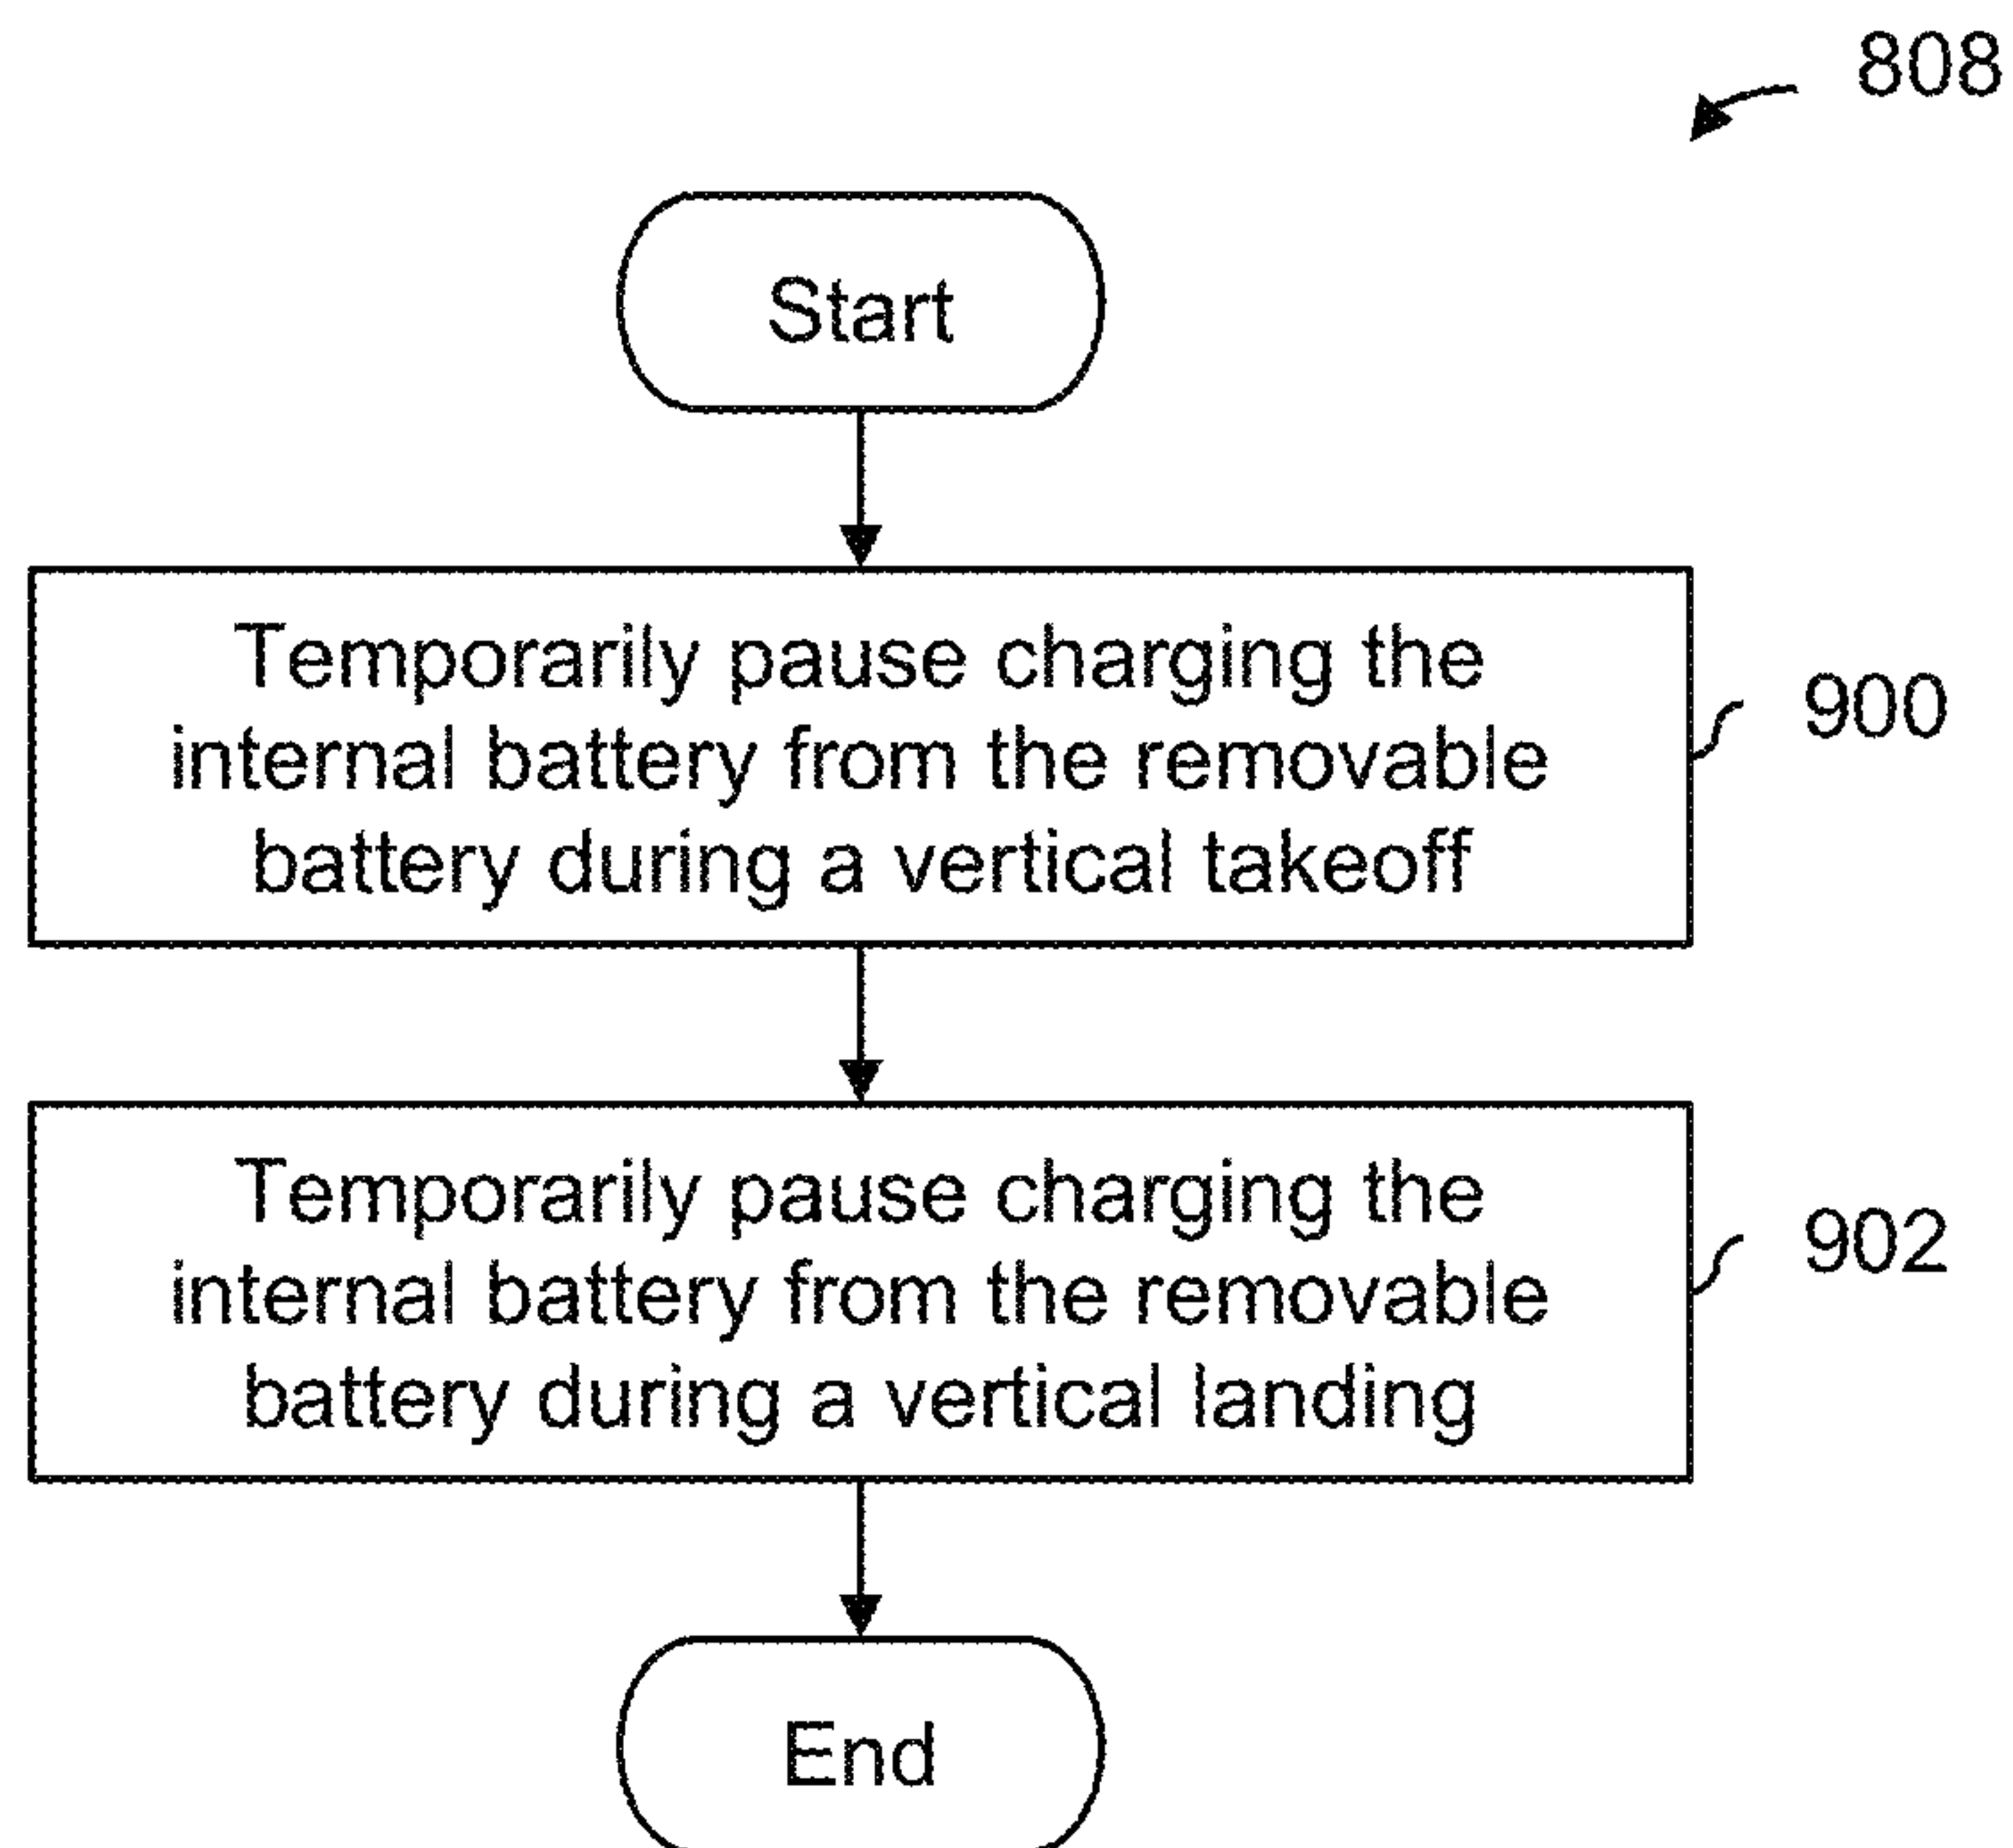 808
Start
Temporarily pause charging the
internal battery from the removable
battery during a vertical takeoff
900
Temporarily pause charging the
internal battery from the removable
battery during a vertical landing
902
End